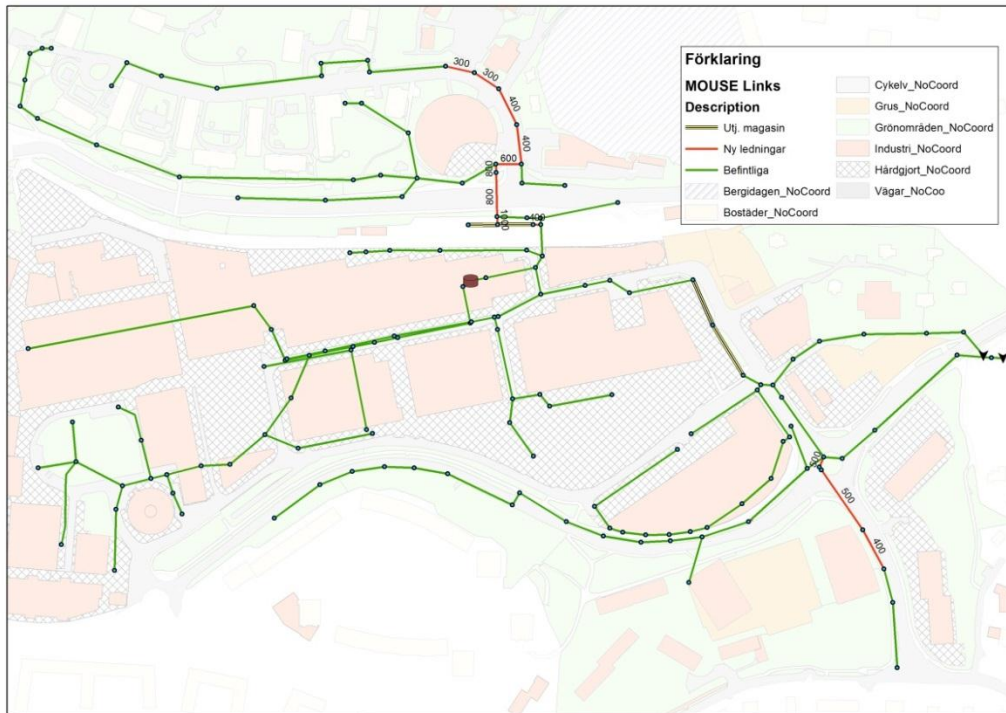 Förklaring
MOUSE Links
Description
Utj. magasin
Ny ledningar
Befintliga
Bergidagen_NoCoord
Bostäder_NoCoord
Cykelv_NoCoord
Grus_NoCoord
Grönområden_NoCoord
Industri_NoCoord
Hårdgjort_NoCoord
Vägar_NoCoo
300
300
400
400
600
800
800
1000
400
500
400